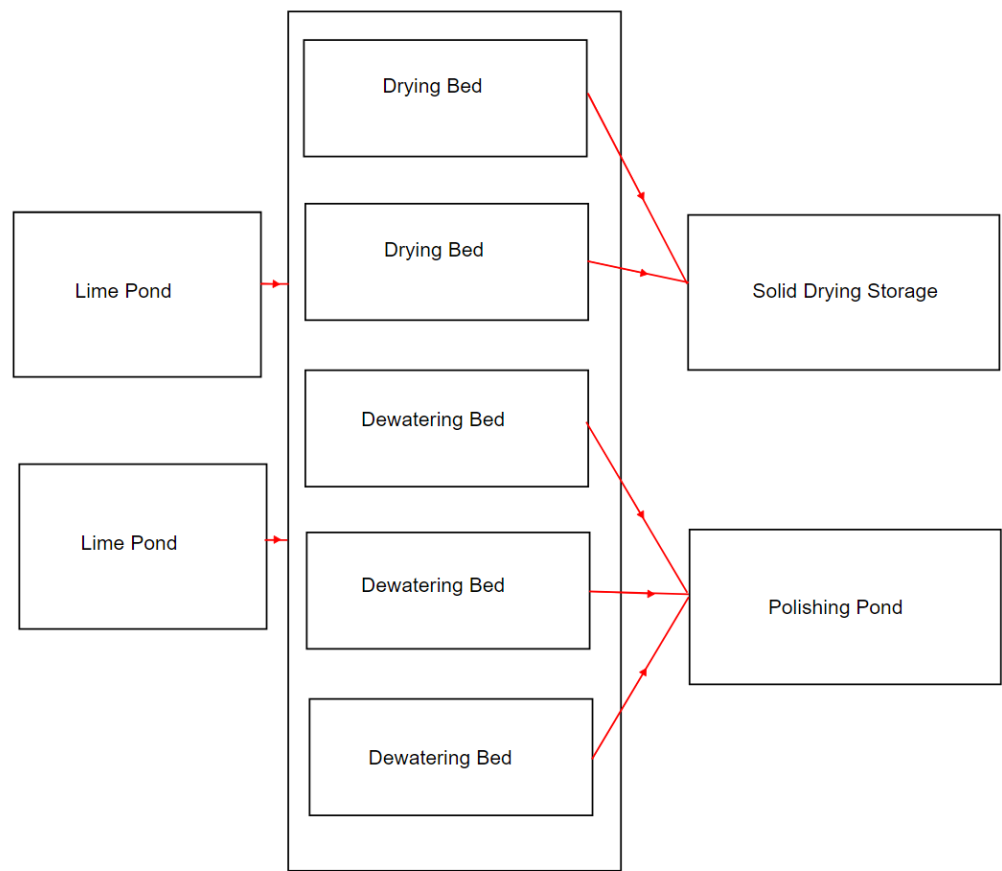 Drying Bed
Drying Bed
Lime Pond
Solid Drying Storage
Dewatering Bed
Lime Pond
Dewatering Bed
Polishing Pond
Dewatering Bed